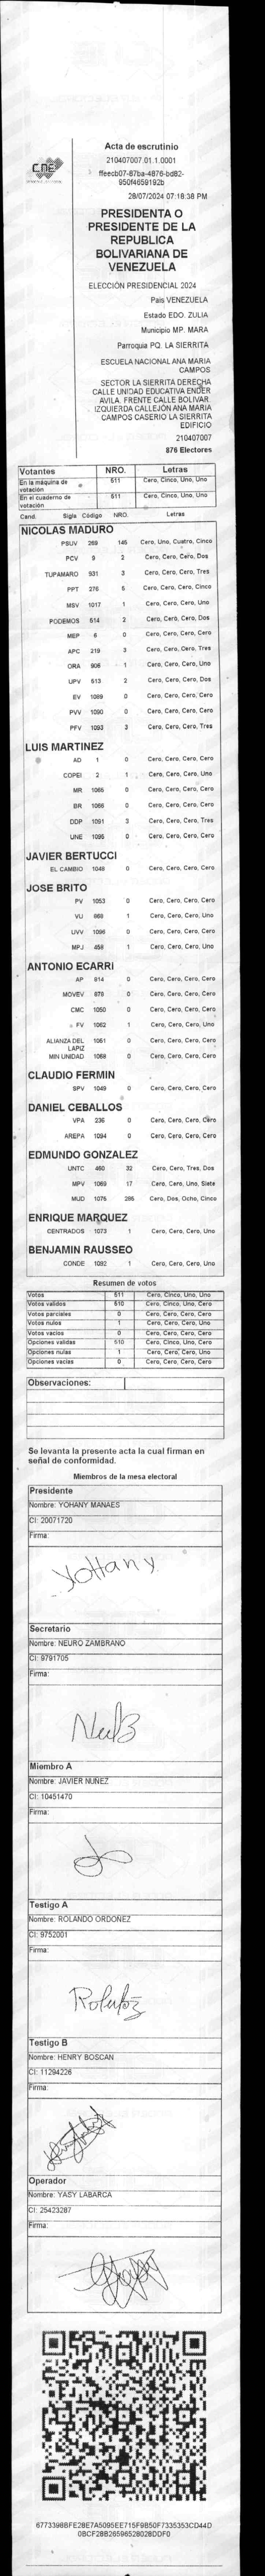 CNE
Acta de escrutinio
210407007.01.1.0001
ffeecb07-87ba-4876-bd82-
950f4659192b
28/07/2024 07:18:38 PM
PRESIDENTA O
PRESIDENTE DE LA
REPUBLICA
BOLIVARIANA DE
VENEZUELA
ELECCIÓN PRESIDENCIAL 2024
Pais VENEZUELA
Estado EDO. ZULIA
Municipio MP. MARA
Parroquia PQ. LA SIERRITA
ESCUELA NACIONAL ANA MARIA
CAMPOS
SECTOR LA SIERRITA DERECHA
CALLE UNIDAD EDUCATIVA ENDER
AVILA. FRENTE CALLE BOLIVAR.
IZQUIERDA CALLEJÓN ANA MARIA
CAMPOS CASERIO LA SIERRITA
EDIFICIO
210407007
876 Electores
Votantes NRO. Letras
En la máquina de votación 511 Cero, Cinco, Uno, Uno
En el cuaderno de votación 511 Cero, Cinco, Uno, Uno
Cand. Sigla Código NRO. Letras
NICOLAS MADURO
PSUV 269 145 Cero, Uno, Cuatro, Cinco
PCV 9 2 Cero, Cero, Cero, Dos
TUPAMARO 931 3 Cero, Cero, Cero, Tres
PPT 276 5 Cero, Cero, Cero, Cinco
MSV 1017 1 Cero, Cero, Cero, Uno
PODEMOS 514 2 Cero, Cero, Cero, Dos
MEP 6 0 Cero, Cero, Cero, Cero
APC 219 3 Cero, Cero, Cero, Tres
ORA 906 1 Cero, Cero, Cero, Uno
UPV 513 2 Cero, Cero, Cero, Dos
EV 1089 0 Cero, Cero, Cero, Cero
PVV 1090 0 Cero, Cero, Cero, Cero
PFV 1093 3 Cero, Cero, Cero, Tres
LUIS MARTINEZ
AD 1 0 Cero, Cero, Cero, Cero
COPEI 2 1 Cero, Cero, Cero, Uno
MR 1065 0 Cero, Cero, Cero, Cero
BR 1066 0 Cero, Cero, Cero, Cero
DDP 1091 3 Cero, Cero, Cero, Tres
UNE 1095 0 Cero, Cero, Cero, Cero
JAVIER BERTUCCI
EL CAMBIO 1048 0 Cero, Cero, Cero, Cero
JOSE BRITO
PV 1053 0 Cero, Cero, Cero, Cero
VU 968 1 Cero, Cero, Cero, Uno
UVV 1096 0 Cero, Cero, Cero, Cero
MPJ 458 1 Cero, Cero, Cero, Uno
ANTONIO ECARRI
AP 814 0 Cero, Cero, Cero, Cero
MOVEV 878 0 Cero, Cero, Cero, Cero
CMC 1050 0 Cero, Cero, Cero, Cero
FV 1062 1 Cero, Cero, Cero, Uno
ALIANZA DEL LAPIZ 1051 0 Cero, Cero, Cero, Cero
MIN UNIDAD 1068 0 Cero, Cero, Cero, Cero
CLAUDIO FERMIN
SPV 1049 0 Cero, Cero, Cero, Cero
DANIEL CEBALLOS
VPA 236 0 Cero, Cero, Cero, Cero
AREPA 1094 0 Cero, Cero, Cero, Cero
EDMUNDO GONZALEZ
UNTC 460 32 Cero, Cero, Tres, Dos
MPV 1069 17 Cero, Cero, Uno, Siete
MUD 1075 285 Cero, Dos, Ocho, Cinco
ENRIQUE MARQUEZ
CENTRADOS 1073 1 Cero, Cero, Cero, Uno
BENJAMIN RAUSSEO
CONDE 1092 1 Cero, Cero, Cero, Uno
Resumen de votos
Votos 511 Cero, Cinco, Uno, Uno
Votos validos 510 Cero, Cinco, Uno, Cero
Votos parciales 0 Cero, Cero, Cero, Cero
Votos nulos 1 Cero, Cero, Cero, Uno
Votos vacíos 0 Cero, Cero, Cero, Cero
Opciones validas 510 Cero, Cinco, Uno, Cero
Opciones nulas 1 Cero, Cero, Cero, Uno
Opciones vacías 0 Cero, Cero, Cero, Cero
Observaciones:
Se levanta la presente acta la cual firman en
señal de conformidad.
Miembros de la mesa electoral
Presidente
Nombre: YOHANY MANAES
CI: 20071720
Firma:
Yohany
Secretario
Nombre: NEURO ZAMBRANO
CI: 9791705
Firma:
Miembro A
Nombre: JAVIER NUÑEZ
CI: 10451470
Firma:
Testigo A
Nombre: ROLANDO ORDOÑEZ
CI: 9752001
Firma:
Testigo B
Nombre: HENRY BOSCAN
CI: 11294226
Firma:
Operador
Nombre: YASY LABARCA
CI: 25423287
Firma:
6773398BFE28E7A5095EE715F9B50F7335353CD44D
0BCF2BB26596528028DDF0